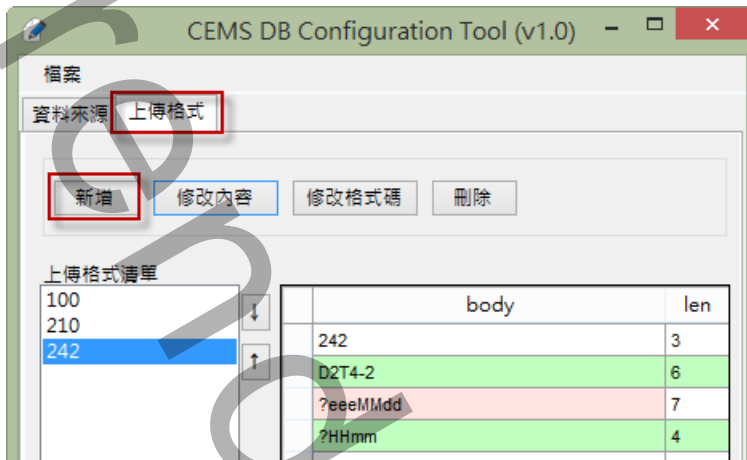 CEMS DB Configuration Tool (v1.0)
檔案
資料來源 上傳格式
新增 修改內容 修改格式碼 刪除
上傳格式清單
100
210
242
body len
242 3
D2T4-2 6
?eeeMMdd 7
?HHmm 4